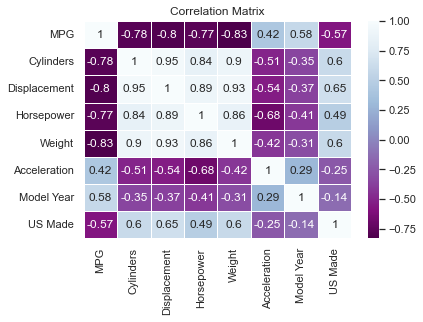 Correlation Matrix
MPG 1 -0.78 -0.8 -0.77 -0.83 0.42 0.58 -0.57
Cylinders -0.78 1 0.95 0.84 0.9 -0.51 -0.35 0.6
Displacement -0.8 0.95 1 0.89 0.93 -0.54 -0.37 0.65
Horsepower -0.77 0.84 0.89 1 0.86 -0.68 -0.41 0.49
Weight -0.83 0.9 0.93 0.86 1 -0.42 -0.31 0.6
Acceleration 0.42 -0.51 -0.54 -0.68 -0.42 1 0.29 -0.25
Model Year 0.58 -0.35 -0.37 -0.41 -0.31 0.29 1 -0.14
US Made -0.57 0.6 0.65 0.49 0.6 -0.25 -0.14 1
MPG
Cylinders
Displacement
Horsepower
Weight
Acceleration
Model Year
US Made
1.00
0.75
0.50
0.25
0.00
−0.25
−0.50
−0.75